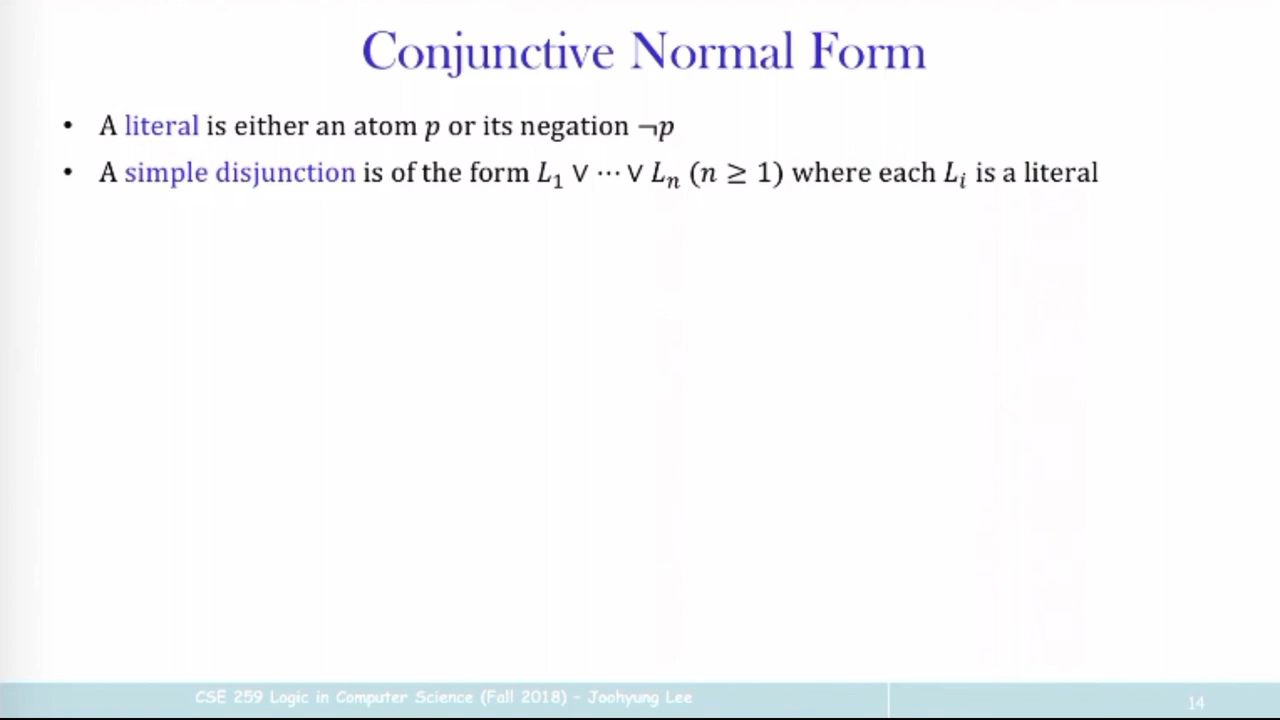 Conjunctive Normal Form
• A literal is either an atom p or its negation ¬p
• A simple disjunction is of the form L₁ ∨ ⋯ ∨ Lₙ (n ≥ 1) where each Lᵢ is a literal
CSE 259 Logic in Computer Science (Fall 2018) - Joohyung Lee
14